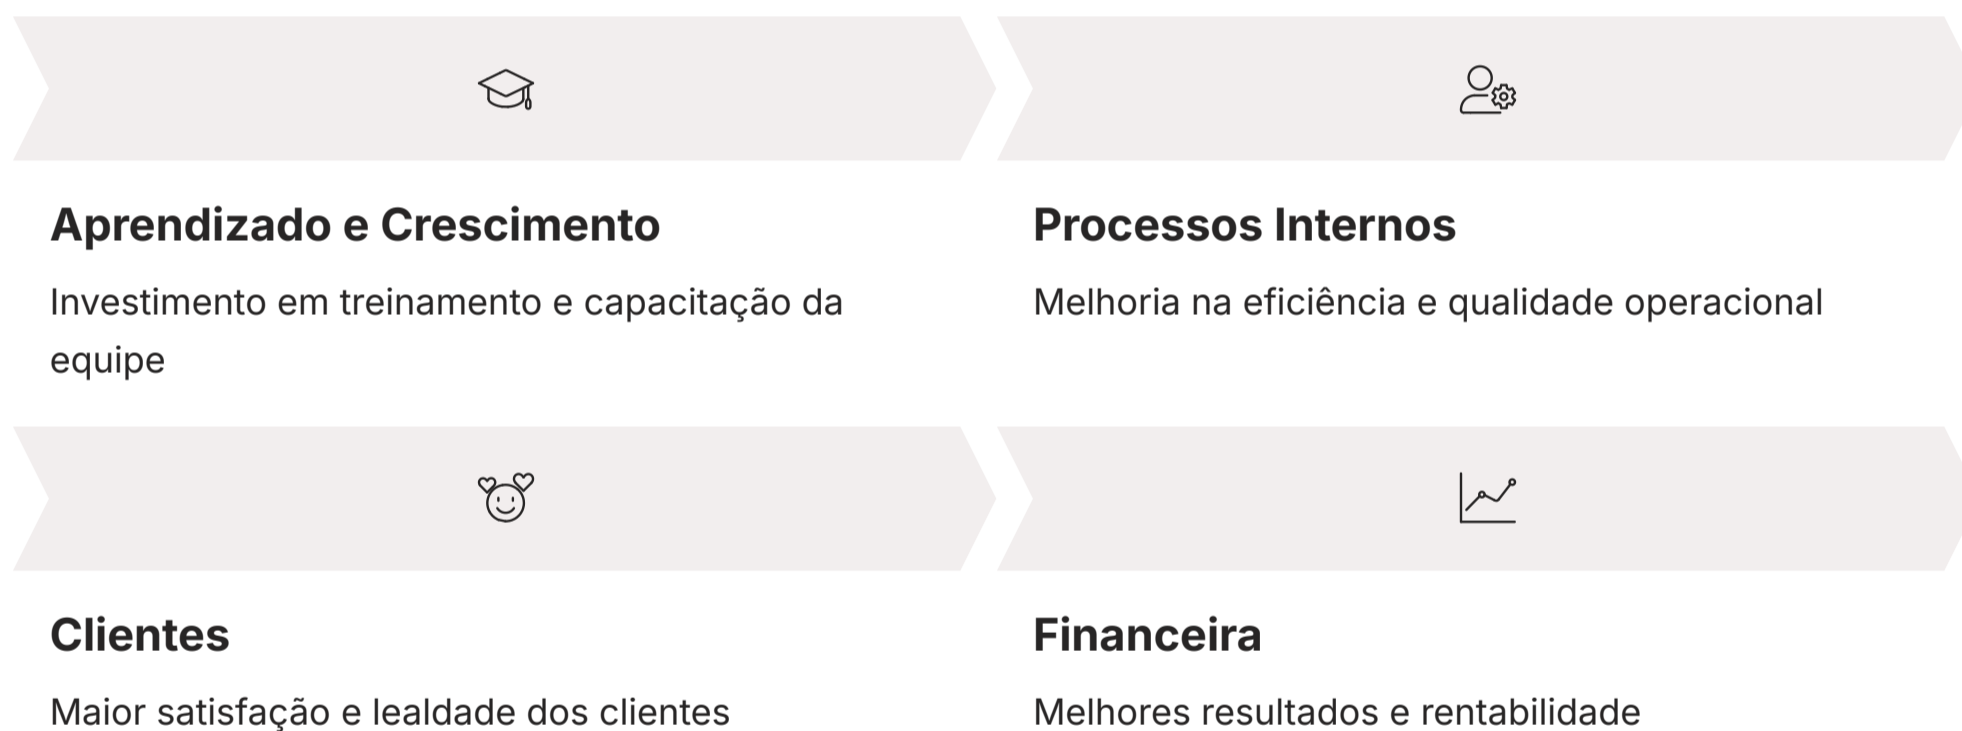 Aprendizado e Crescimento
Investimento em treinamento e capacitação da
equipe
Processos Internos
Melhoria na eficiência e qualidade operacional
Clientes
Maior satisfação e lealdade dos clientes
Financeira
Melhores resultados e rentabilidade